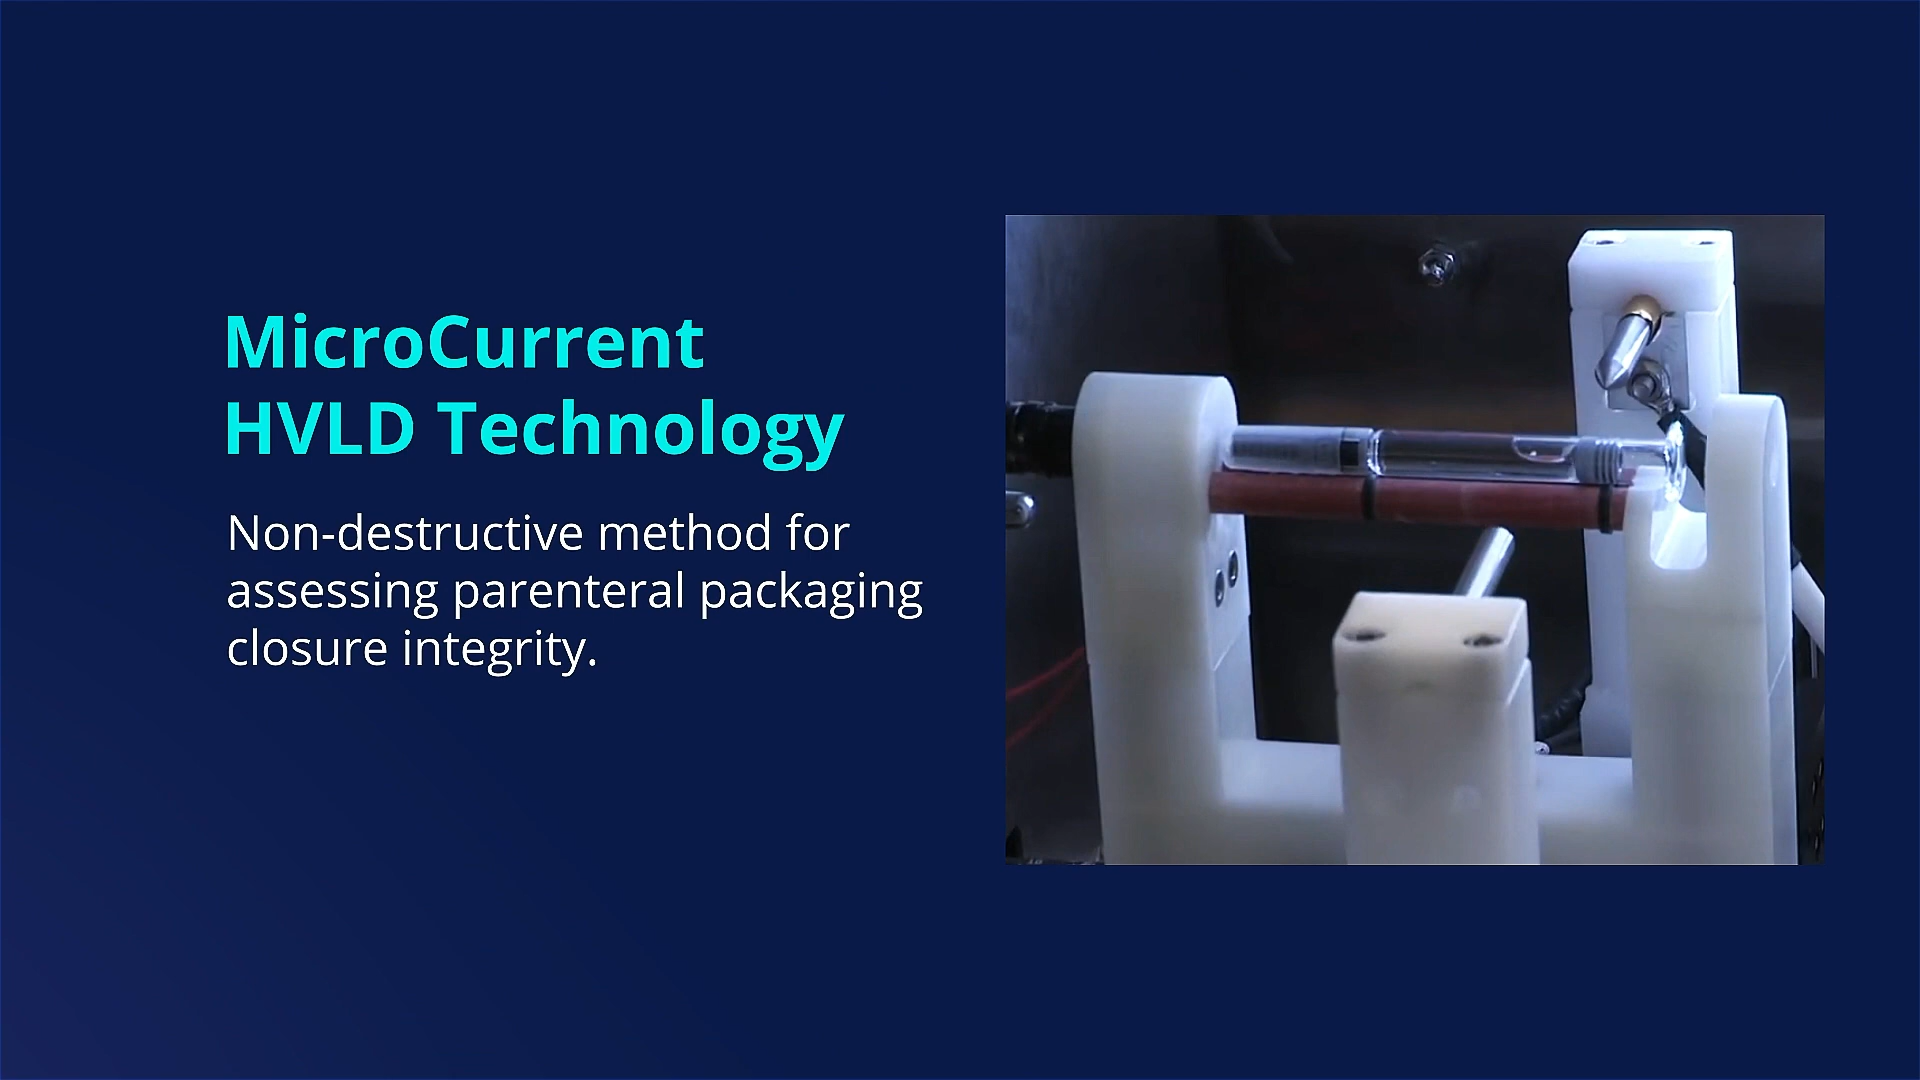 MicroCurrent
HVLD Technology
Non-destructive method for
assessing parenteral packaging
closure integrity.